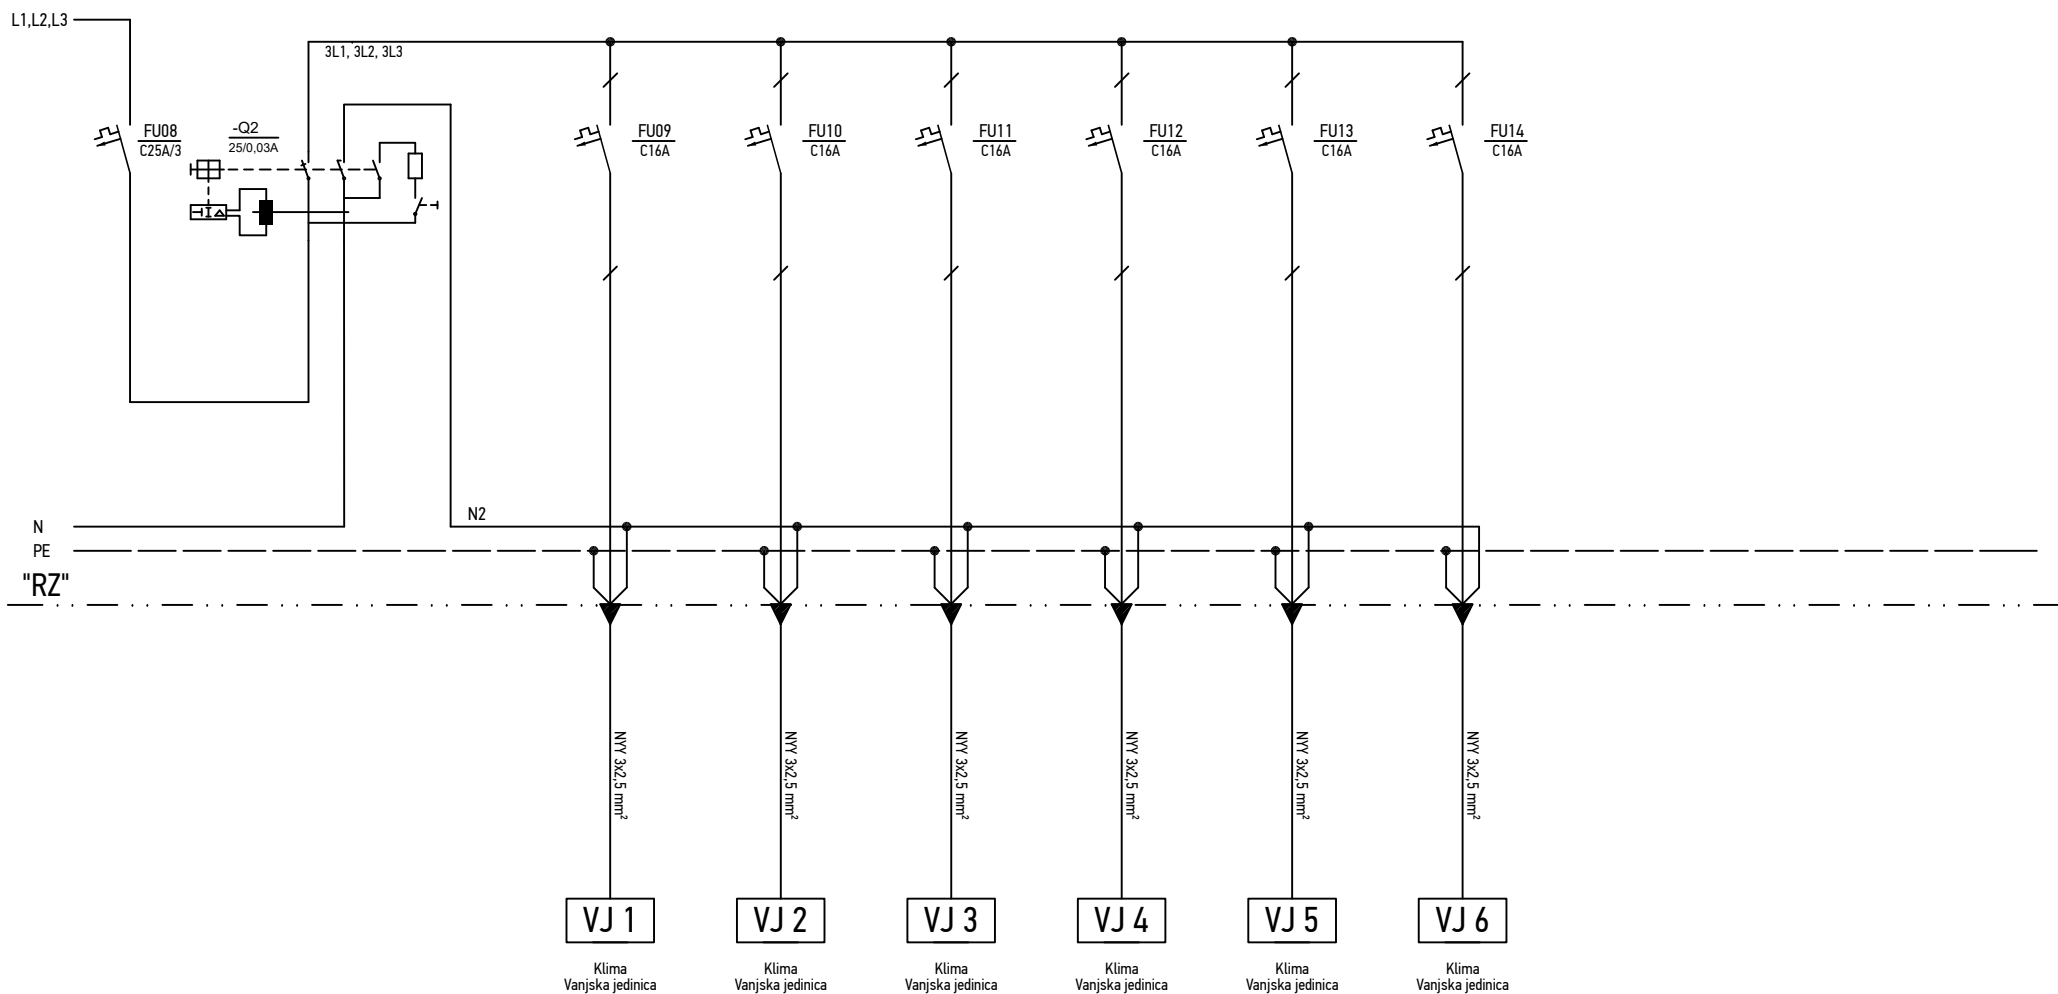 L1,L2,L3
3L1, 3L2, 3L3
FU08
C25A/3
-Q2
25/0,03A
FU09
C16A
FU10
C16A
FU11
C16A
FU12
C16A
FU13
C16A
FU14
C16A
N
N2
PE
"RZ"
NYY 3x2,5 mm²
NYY 3x2,5 mm²
NYY 3x2,5 mm²
NYY 3x2,5 mm²
NYY 3x2,5 mm²
NYY 3x2,5 mm²
VJ 1
VJ 2
VJ 3
VJ 4
VJ 5
VJ 6
Klima
Vanjska jedinica
Klima
Vanjska jedinica
Klima
Vanjska jedinica
Klima
Vanjska jedinica
Klima
Vanjska jedinica
Klima
Vanjska jedinica